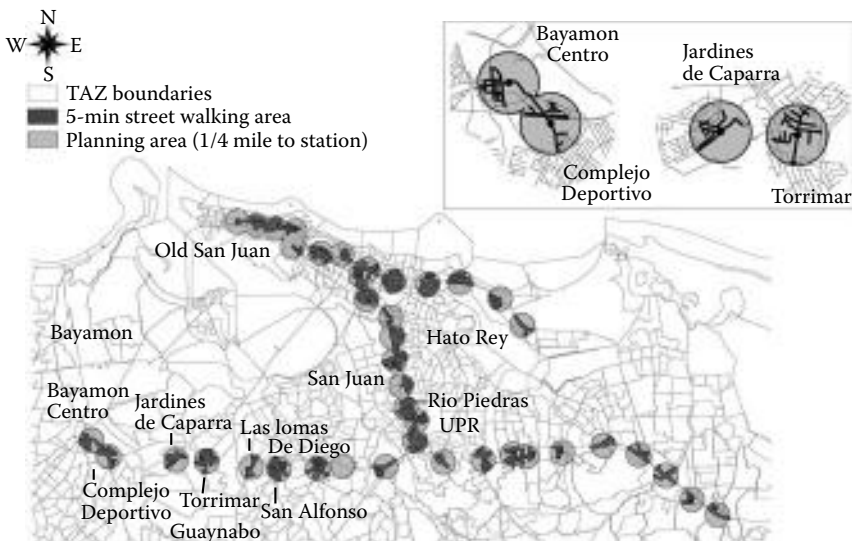 N
W E
S
TAZ boundaries
5-min street walking area
Planning area (1/4 mile to station)
Bayamon
Centro
Jardines
de Caparra
Complejo
Deportivo
Torrimar
Old San Juan
Bayamon
Hato Rey
San Juan
Bayamon
Centro
Jardines
de Caparra
Las lomas
De Diego
Rio Piedras
UPR
Complejo
Deportivo
Torrimar
San Alfonso
Guaynabo